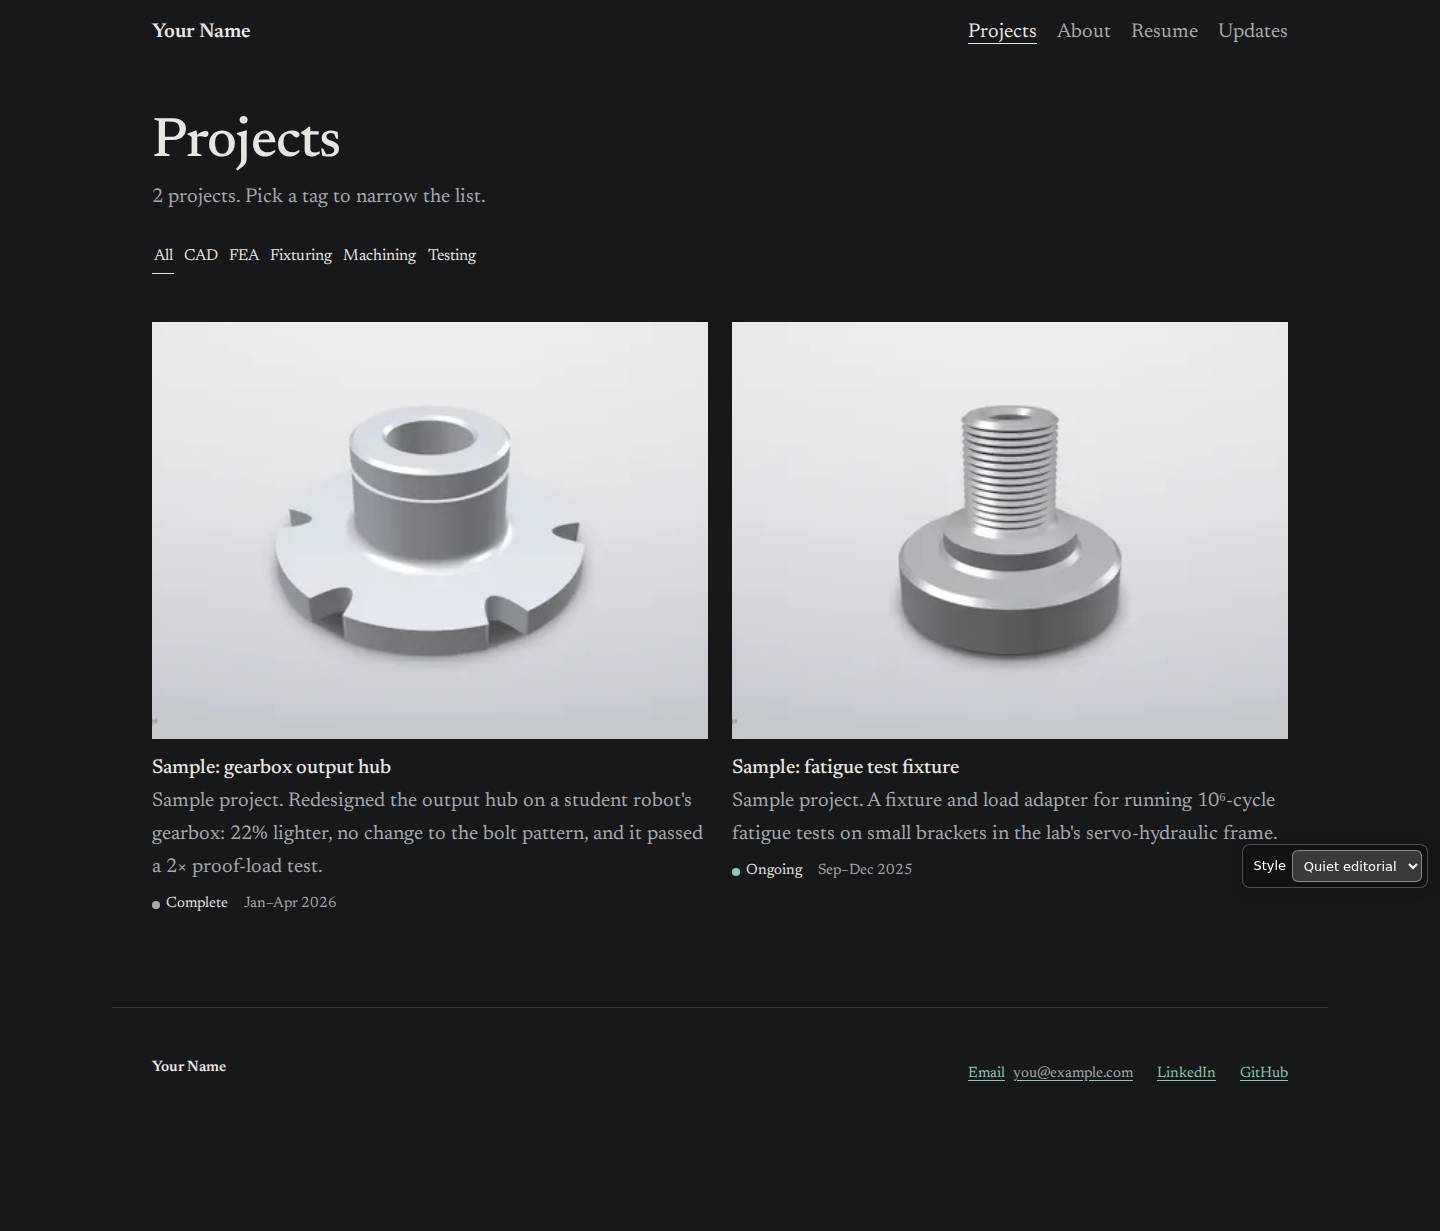 Your Name
Projects About Resume Updates
Projects
2 projects. Pick a tag to narrow the list.
All CAD FEA Fixturing Machining Testing
Sample: gearbox output hub
Sample project. Redesigned the output hub on a student robot's
gearbox: 22% lighter, no change to the bolt pattern, and it passed
a 2× proof-load test.
Complete Jan–Apr 2026
Sample: fatigue test fixture
Sample project. A fixture and load adapter for running 10⁶-cycle
fatigue tests on small brackets in the lab's servo-hydraulic frame.
Ongoing Sep–Dec 2025
Style Quiet editorial
Your Name
Email you@example.com LinkedIn GitHub